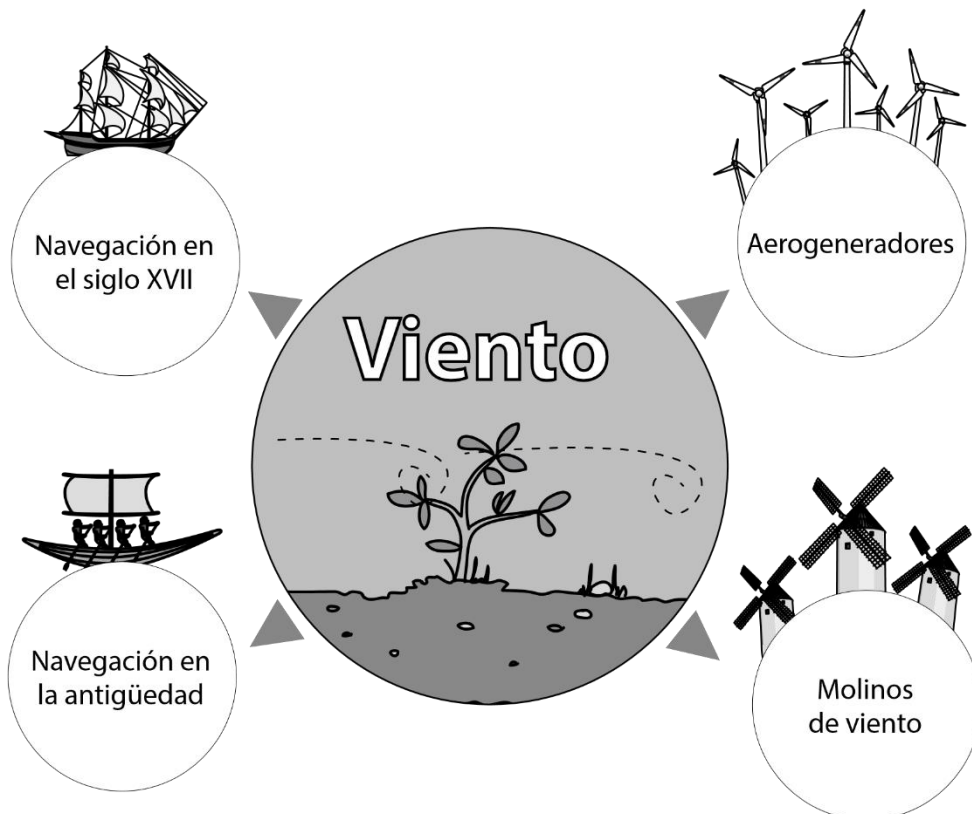 Navegación en
el siglo XVII
Aerogeneradores
Viento
Navegación en
la antigüedad
Molinos
de viento